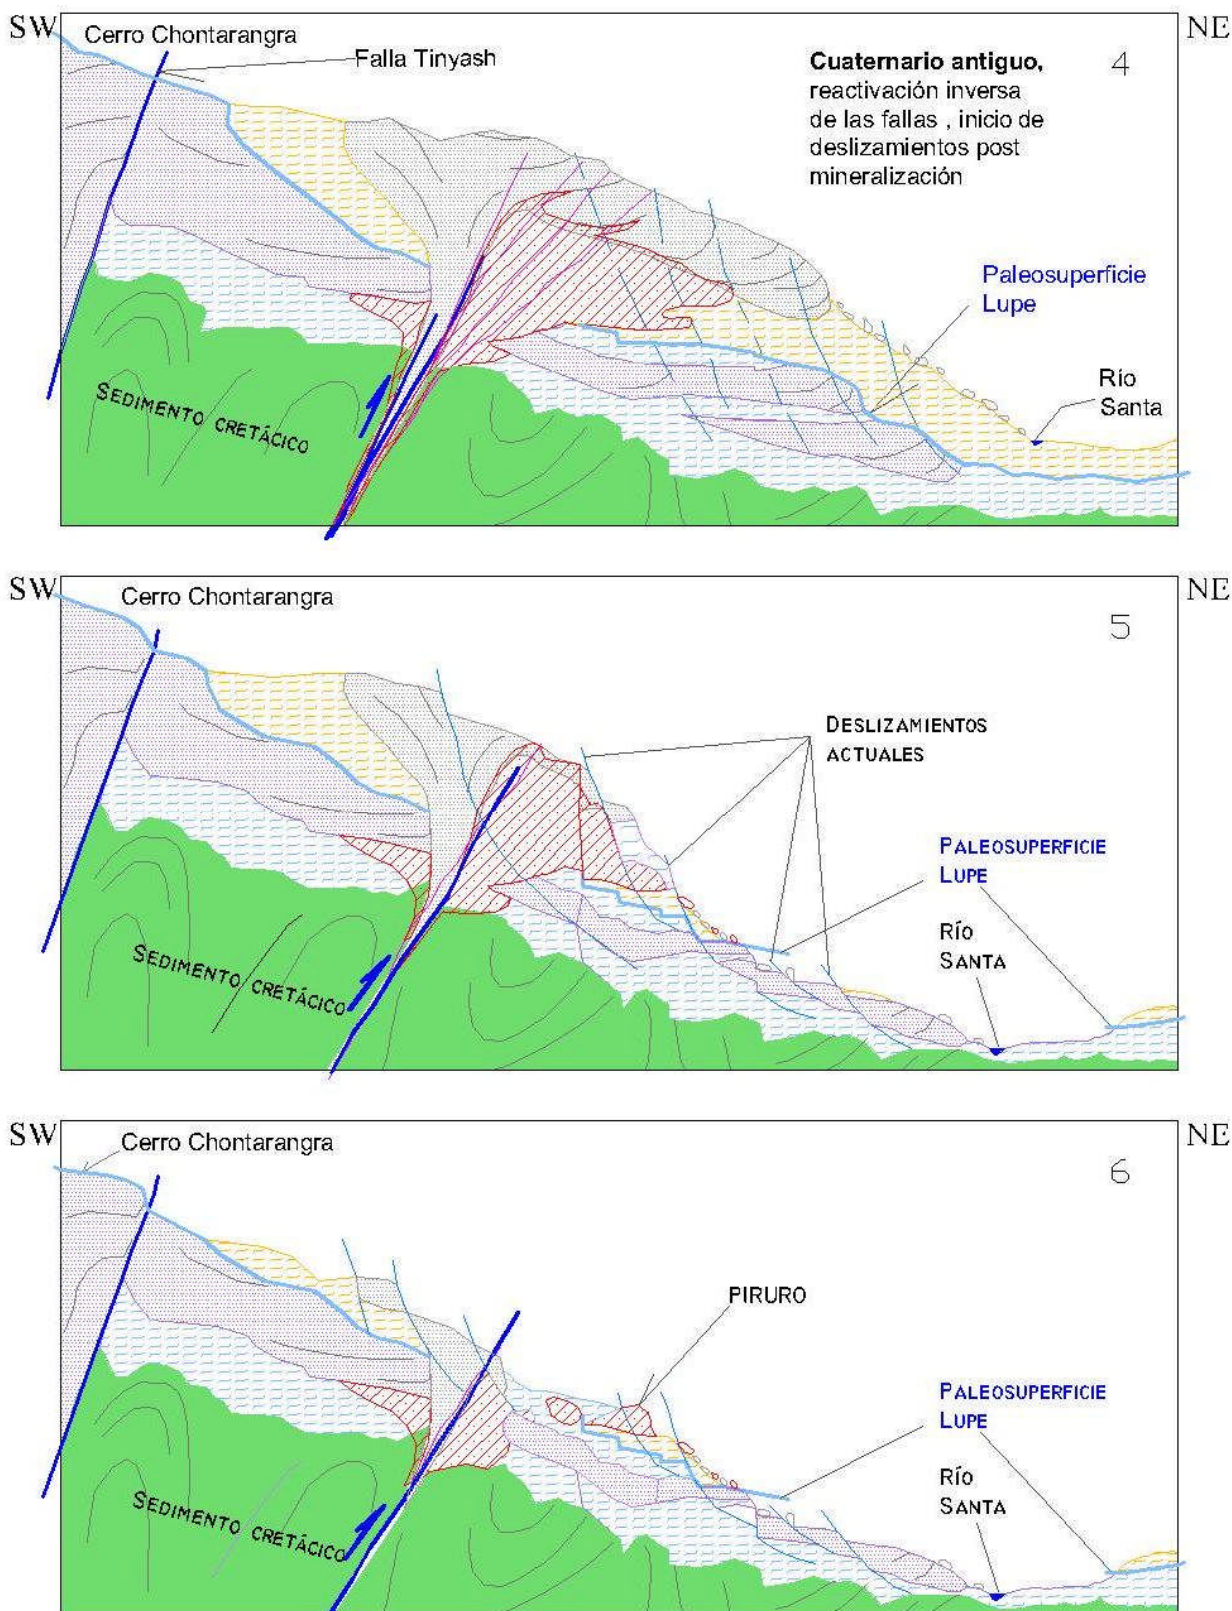 SW
NE
Cerro Chontarangra
Falla Tinyash
Cuaternario antiguo,
reactivación inversa
de las fallas , inicio de
deslizamientos post
mineralización
4
Paleosuperficie
Lupe
Río
Santa
SEDIMENTO CRETÁCICO
SW
NE
Cerro Chontarangra
5
DESLIZAMIENTOS
ACTUALES
PALEOSUPERFICIE
LUPE
RÍO
SANTA
SEDIMENTO CRETÁCICO
SW
NE
Cerro Chontarangra
6
PIRURO
PALEOSUPERFICIE
LUPE
RÍO
SANTA
SEDIMENTO CRETÁCICO